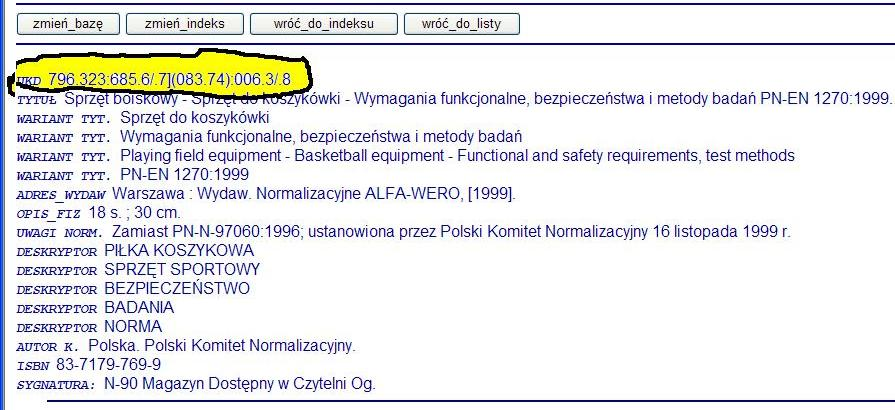 zmień_bazę zmień_indeks wróć_do_indeksu wróć_do_listy
UKD 796.323:685.6/.7](083.74):006.3/.8
TYTUŁ Sprzęt boiskowy - Sprzęt do koszykówki - Wymagania funkcjonalne, bezpieczeństwa i metody badań PN-EN 1270:1999.
WARIANT TYT. Sprzęt do koszykówki
WARIANT TYT. Wymagania funkcjonalne, bezpieczeństwa i metody badań
WARIANT TYT. Playing field equipment - Basketball equipment - Functional and safety requirements, test methods
WARIANT TYT. PN-EN 1270:1999
ADRES_WYDAW Warszawa : Wydaw. Normalizacyjne ALFA-WERO, [1999].
OPIS_FIZ 18 s. ; 30 cm.
UWAGI NORM. Zamiast PN-N-97060:1996; ustanowiona przez Polski Komitet Normalizacyjny 16 listopada 1999 r.
DESKRYPTOR PIŁKA KOSZYKOWA
DESKRYPTOR SPRZĘT SPORTOWY
DESKRYPTOR BEZPIECZEŃSTWO
DESKRYPTOR BADANIA
DESKRYPTOR NORMA
AUTOR K. Polska. Polski Komitet Normalizacyjny.
ISBN 83-7179-769-9
SYGNATURA: N-90 Magazyn Dostępny w Czytelni Og.